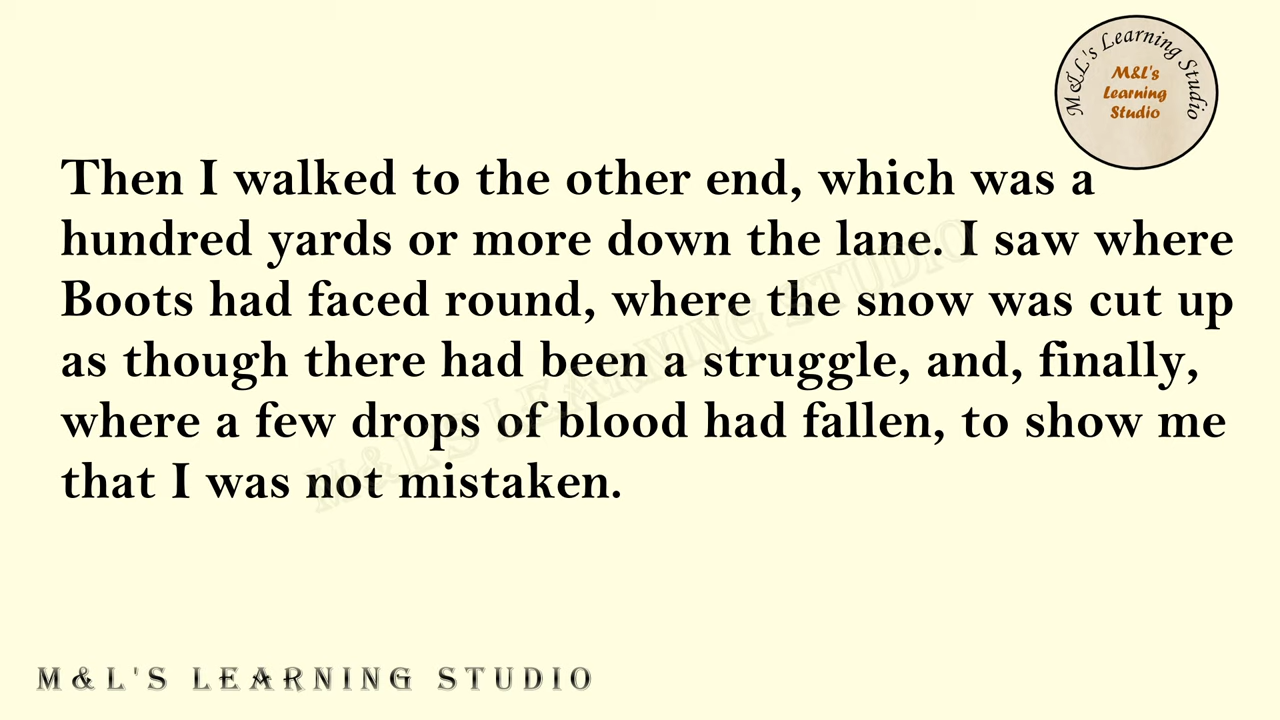 M&L's Learning Studio
M&L's
Learning
Studio
Then I walked to the other end, which was a
hundred yards or more down the lane. I saw where
Boots had faced round, where the snow was cut up
as though there had been a struggle, and, finally,
where a few drops of blood had fallen, to show me
that I was not mistaken.
M&L'S LEARNING STUDIO
M&L'S LEARNING STUDIO